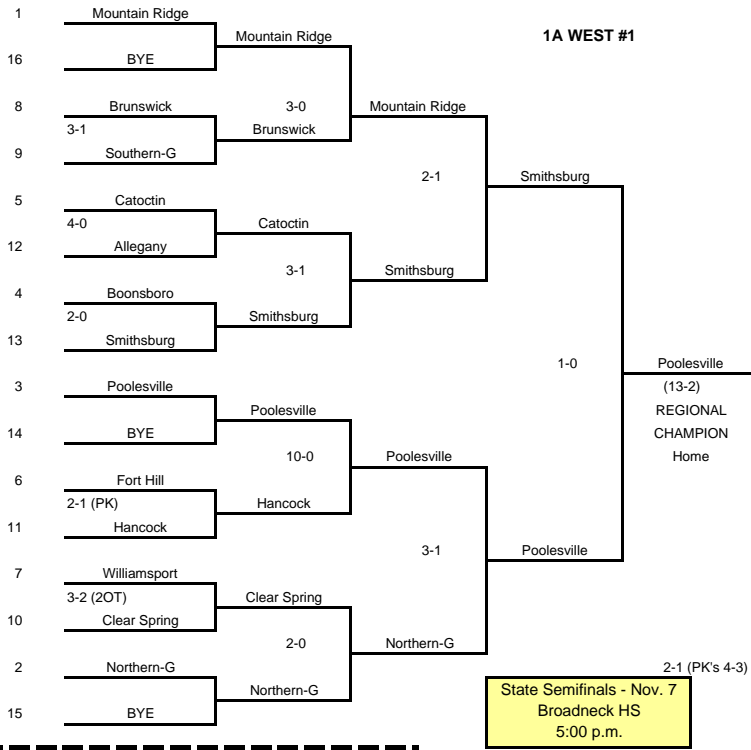 1 Mountain Ridge
Mountain Ridge
1A WEST #1
16 BYE
8 Brunswick
3-0
Mountain Ridge
3-1
Brunswick
9 Southern-G
2-1
Smithsburg
5 Catoctin
4-0
Catoctin
12 Allegany
3-1
Smithsburg
4 Boonsboro
2-0
Smithsburg
13 Smithsburg
1-0
Poolesville
3 Poolesville
(13-2)
Poolesville
REGIONAL
14 BYE
CHAMPION
10-0
Poolesville
Home
6 Fort Hill
2-1 (PK)
Hancock
11 Hancock
3-1
Poolesville
7 Williamsport
3-2 (2OT)
Clear Spring
10 Clear Spring
2-0
Northern-G
2 Northern-G
2-1 (PK's 4-3)
Northern-G
15 BYE
State Semifinals - Nov. 7
Broadneck HS
5:00 p.m.